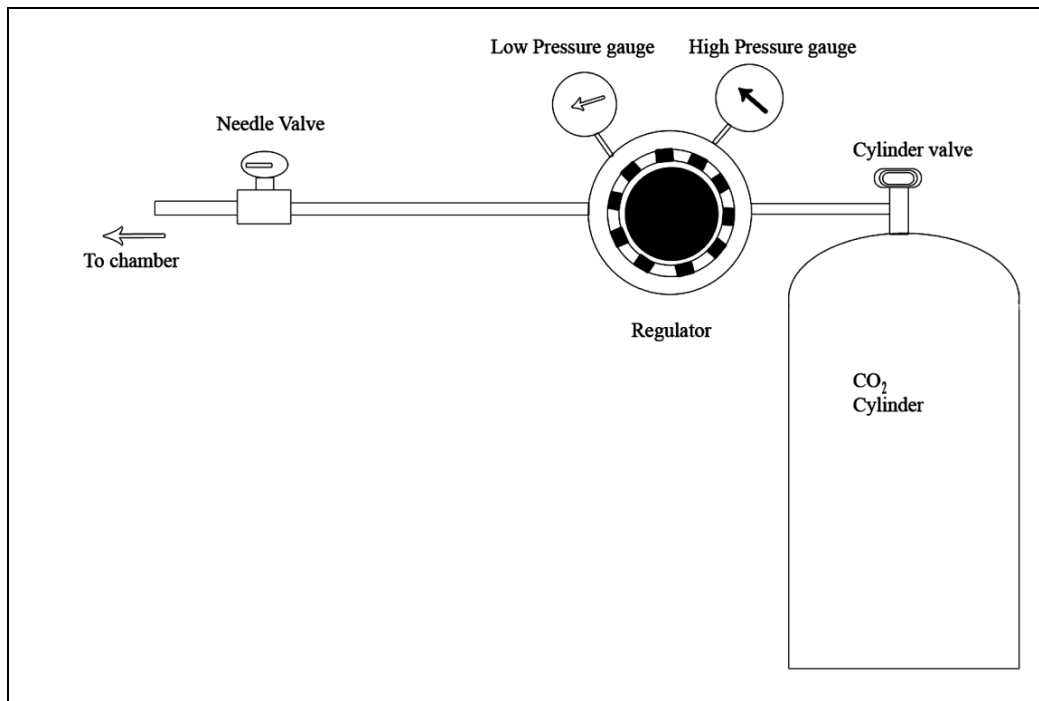 Low Pressure gauge
High Pressure gauge
Needle Valve
Cylinder valve
To chamber
Regulator
CO₂
Cylinder